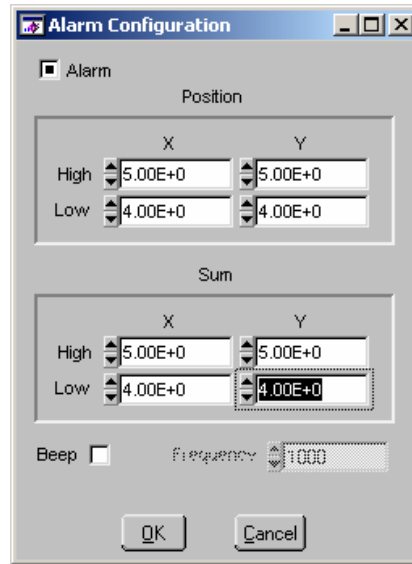 Alarm Configuration
Alarm
Position
X Y
High 5.00E+0 5.00E+0
Low 4.00E+0 4.00E+0
Sum
X Y
High 5.00E+0 5.00E+0
Low 4.00E+0 4.00E+0
Beep Frequency 1000
OK Cancel